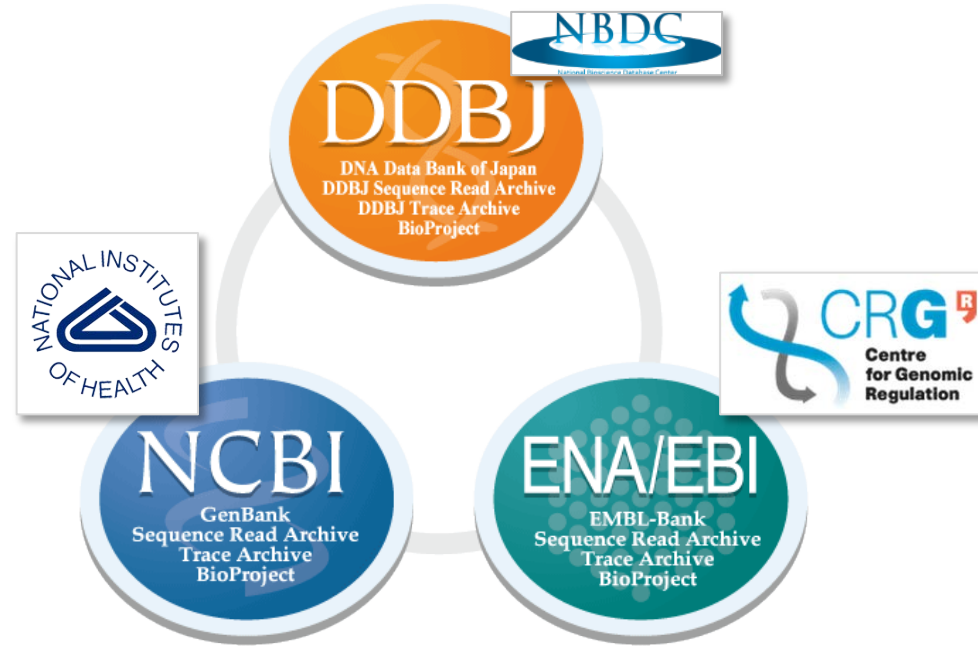 NBDC
National Bioscience Database Center
DDBJ
DNA Data Bank of Japan
DDBJ Sequence Read Archive
DDBJ Trace Archive
BioProject
NATIONAL INSTITUTES
OF HEALTH
CRG
R
Centre
for Genomic
Regulation
NCBI
GenBank
Sequence Read Archive
Trace Archive
BioProject
ENA/EBI
EMBL-Bank
Sequence Read Archive
Trace Archive
BioProject